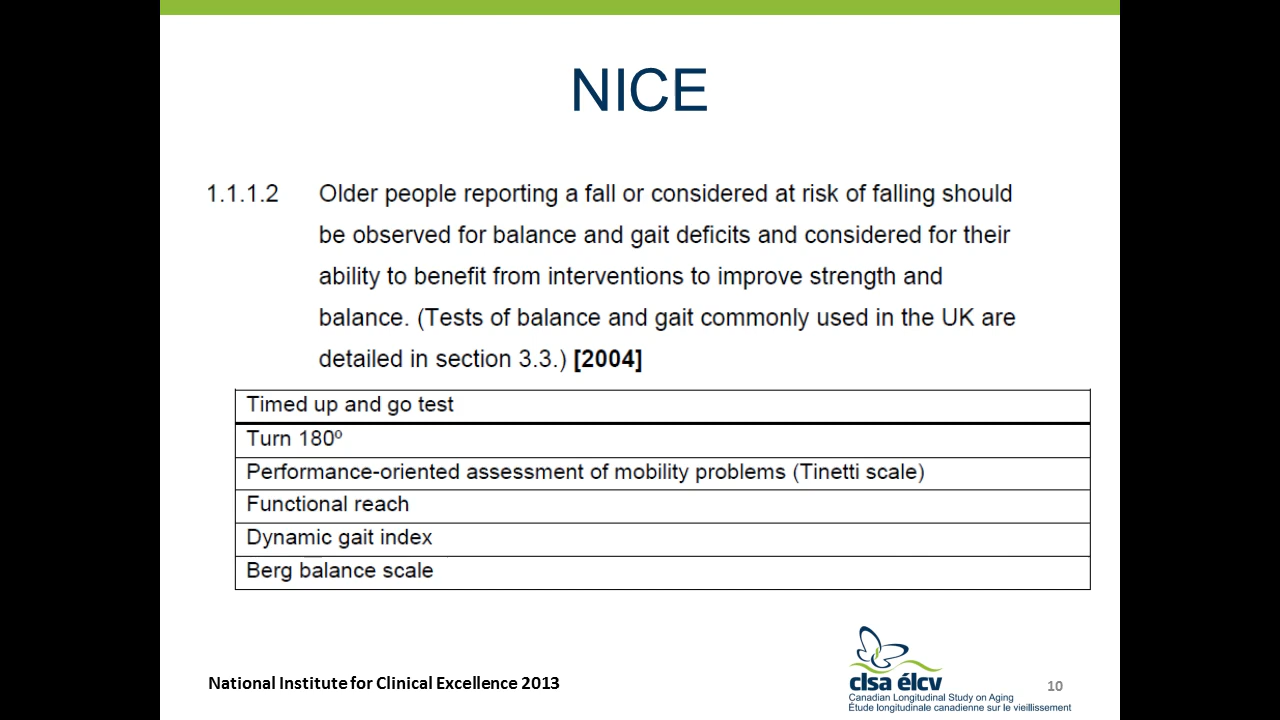 NICE
1.1.1.2 Older people reporting a fall or considered at risk of falling should
be observed for balance and gait deficits and considered for their
ability to benefit from interventions to improve strength and
balance. (Tests of balance and gait commonly used in the UK are
detailed in section 3.3.) [2004]
Timed up and go test
Turn 180º
Performance-oriented assessment of mobility problems (Tinetti scale)
Functional reach
Dynamic gait index
Berg balance scale
National Institute for Clinical Excellence 2013
clsa élcv
Canadian Longitudinal Study on Aging
Étude longitudinale canadienne sur le vieillissement
10